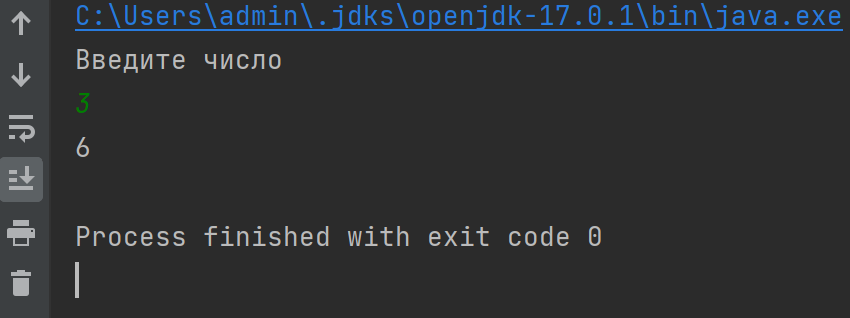 C:\Users\admin\.jdks\openjdk-17.0.1\bin\java.exe
Введите число
3
6
Process finished with exit code 0